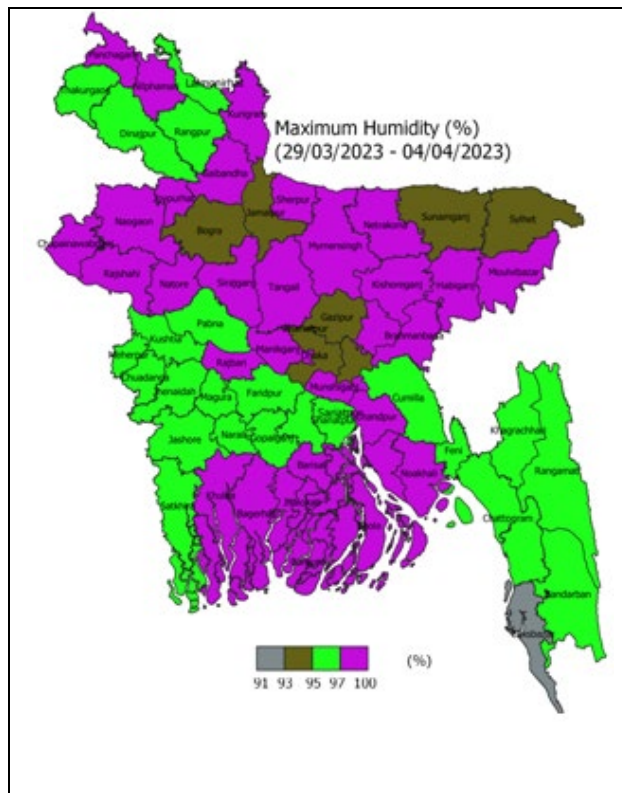 Panchagarh
Nilphamari
Lalmonirhat
Thakurgaon
Kurigram
Dinajpur
Rangpur
Maximum Humidity (%)
(29/03/2023 - 04/04/2023)
Gaibandha
Joypurhat
Sherpur
Jamalpur
Naogaon
Bogra
Mymensingh
Netrakona
Sunamganj
Sylhet
Chapainawabganj
Rajshahi
Natore
Sirajganj
Tangail
Kishoreganj
Habiganj
Moulvibazar
Gazipur
Pabna
Kushtia
Manikganj
Dhaka
Brahmanbaria
Meherpur
Rajbari
Chuadanga
Jhenaidah
Magura
Faridpur
Munshiganj
Cumilla
Chandpur
Khagrachhari
Jashore
Narail
Gopalganj
Shariatpur
Feni
Rangamati
Noakhali
Satkhira
Khulna
Bagerhat
Barisal
Bhola
Chattogram
Bandarban
91 93 95 97 100
(%)